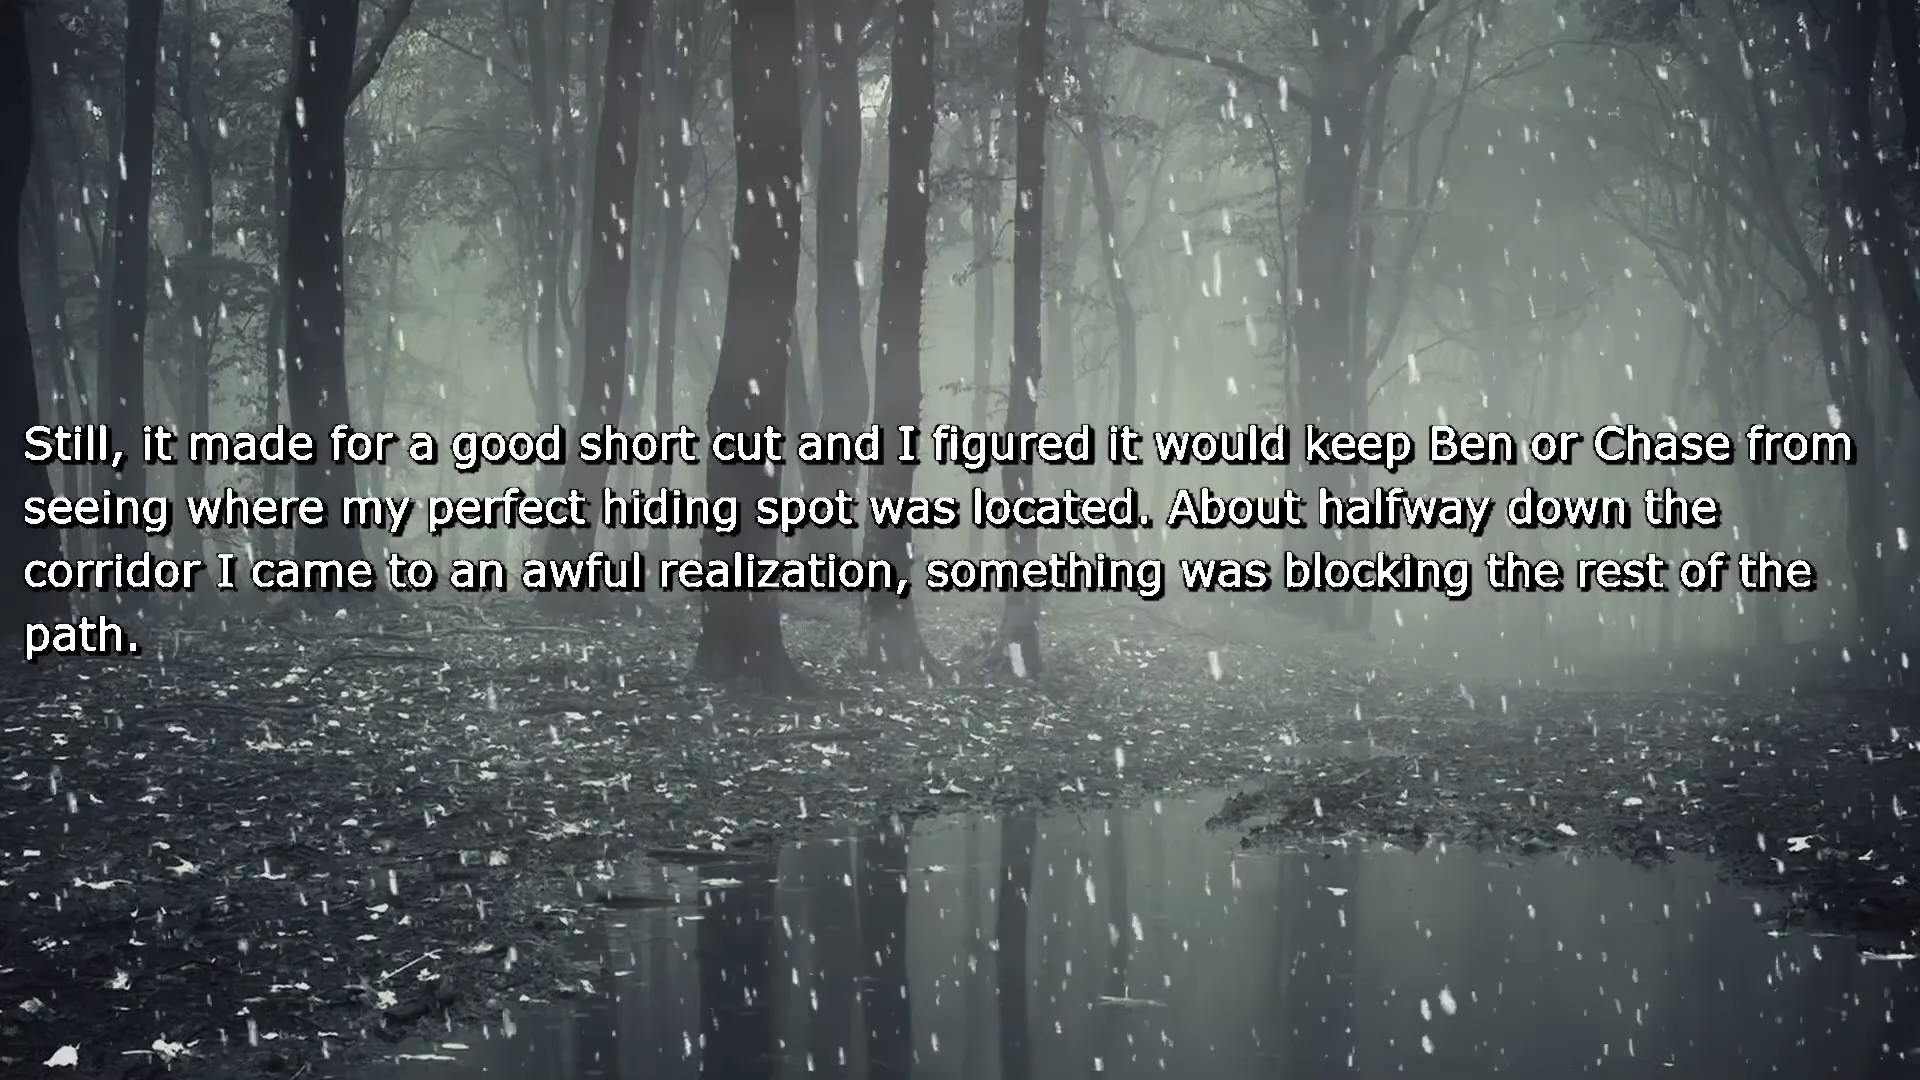 Still, it made for a good short cut and I figured it would keep Ben or Chase from
seeing where my perfect hiding spot was located. About halfway down the
corridor I came to an awful realization, something was blocking the rest of the
path.